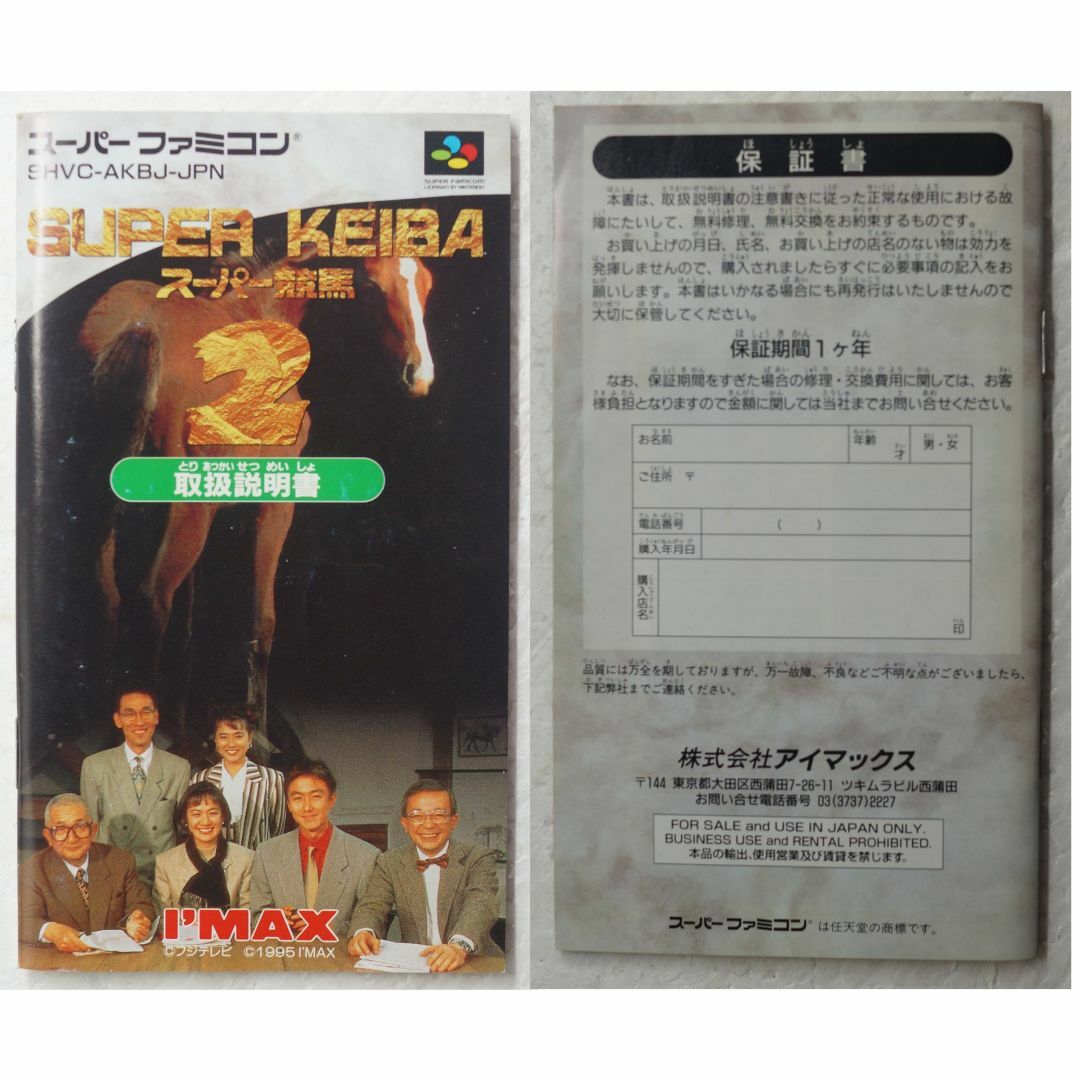 スーパーファミコン®
SHVC-AKBJ-JPN
SUPER FAMICOM
LICENSED BY NINTENDO
SUPER KEIBA
スーパー競馬
2
とりあつかいせつめいしょ
取扱説明書
I'MAX
©フジテレビ ©1995 I'MAX
ほしょうしょ
保証書
本書は、取扱説明書の注意書きに従った正常な使用における故
障にたいして、無料修理、無料交換をお約束するものです。
お買い上げの月日、氏名、お買い上げの店名のない物は効力を
発揮しませんので、購入されましたらすぐに必要事項の記入をお
願いします。本書はいかなる場合にも再発行はいたしませんので
大切に保管してください。
ほしょうきかん ねん
保証期間1ヶ年
なお、保証期間をすぎた場合の修理・交換費用に関しては、お客
様負担となりますので金額に関しては当社までお問い合せください。
お名前 年齢 才 男・女
ご住所 〒
電話番号 ( )
購入年月日
購入店名 印
品質には万全を期しておりますが、万一故障、不良などご不明な点がございましたら、
下記弊社までご連絡ください。
株式会社アイマックス
〒144 東京都大田区西蒲田7-26-11 ツキムラビル西蒲田
お問い合せ電話番号 03(3737)2227
FOR SALE and USE IN JAPAN ONLY.
BUSINESS USE and RENTAL PROHIBITED.
本品の輸出、使用営業及び賃貸を禁じます。
スーパーファミコン®は任天堂の商標です。